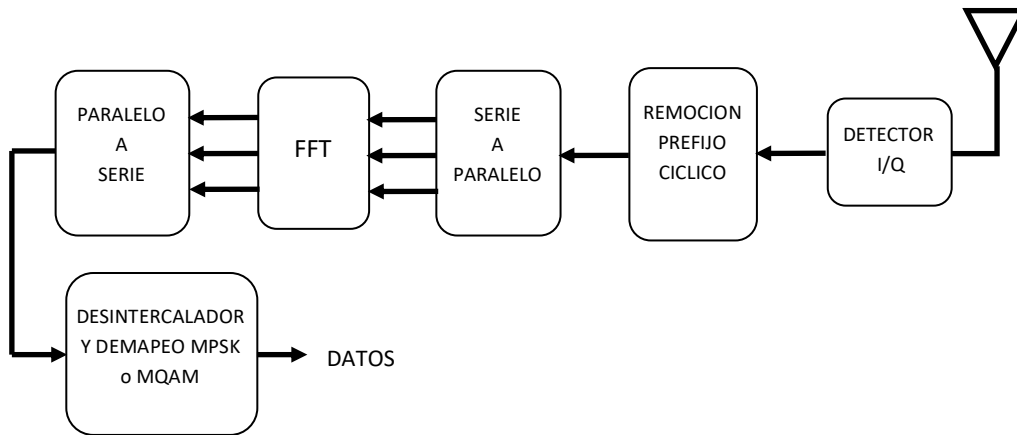 PARALELO
A
SERIE
FFT
SERIE
A
PARALELO
REMOCION
PREFIJO
CICLICO
DETECTOR
I/Q
DESINTERCALADOR
Y DEMAPEO MPSK
o MQAM
DATOS